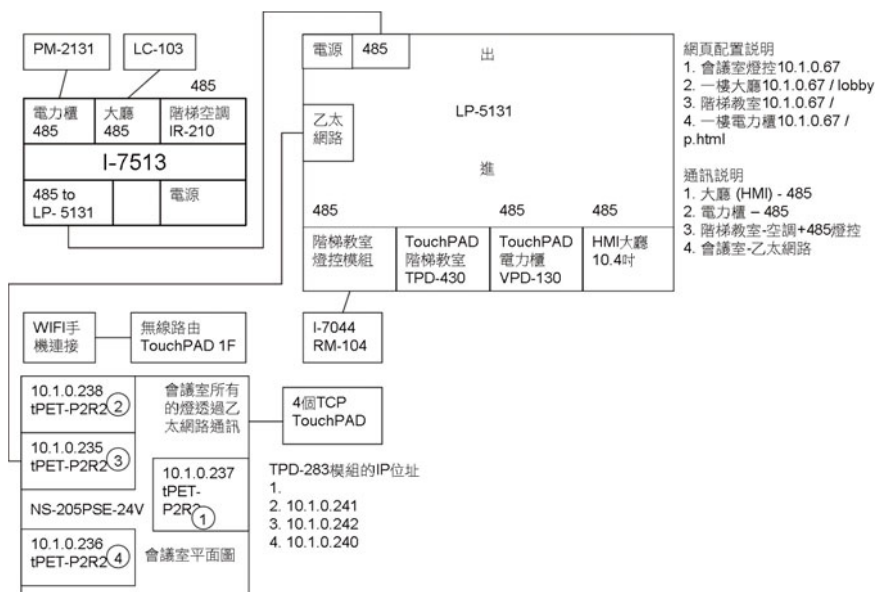 PM-2131
LC-103
485
電力櫃
485
大廳
485
階梯空調
IR-210
I-7513
485 to
LP- 5131
電源
電源
485
出
乙太
網路
LP-5131
進
485
485
485
階梯教室
燈控模組
TouchPAD
階梯教室
TPD-430
TouchPAD
電力櫃
VPD-130
HMI大廳
10.4吋
I-7044
RM-104
網頁配置説明
1. 會議室燈控10.1.0.67
2. 一樓大廳10.1.0.67 / lobby
3. 階梯教室10.1.0.67 /
4. 一樓電力櫃10.1.0.67 /
p.html
通訊説明
1. 大廳 (HMI) - 485
2. 電力櫃 – 485
3. 階梯教室-空調+485燈控
4. 會議室-乙太網路
WIFI手
機連接
無線路由
TouchPAD 1F
10.1.0.238
tPET-P2R2 ②
會議室所有
的燈透過乙
太網路通訊
4個TCP
TouchPAD
10.1.0.235
tPET-P2R2 ③
10.1.0.237
tPET-
P2R2 ①
NS-205PSE-24V
10.1.0.236
tPET-P2R2 ④
會議室平面圖
TPD-283模組的IP位址
1.
2. 10.1.0.241
3. 10.1.0.242
4. 10.1.0.240